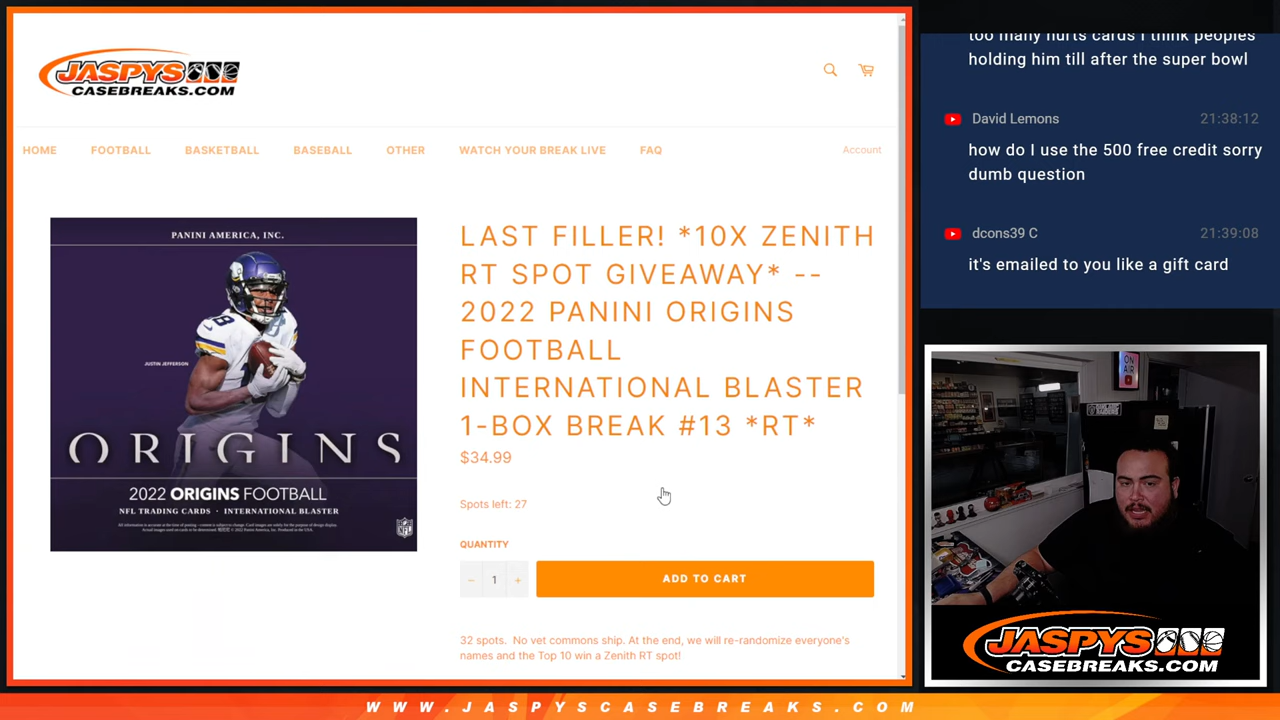 JASPYS
CASEBREAKS.COM
HOME
FOOTBALL
BASKETBALL
BASEBALL
OTHER
WATCH YOUR BREAK LIVE
FAQ
Account
PANINI AMERICA, INC.
JUSTIN JEFFERSON
ORIGINS
2022 ORIGINS FOOTBALL
NFL TRADING CARDS · INTERNATIONAL BLASTER
NFL
LAST FILLER! *10X ZENITH
RT SPOT GIVEAWAY* --
2022 PANINI ORIGINS
FOOTBALL
INTERNATIONAL BLASTER
1-BOX BREAK #13 *RT*
$34.99
Spots left: 27
QUANTITY
− 1 +
ADD TO CART
32 spots. No vet commons ship. At the end, we will re-randomize everyone's
names and the Top 10 win a Zenith RT spot!
too many hurts cards i think peoples
holding him till after the super bowl
David Lemons 21:38:12
how do I use the 500 free credit sorry
dumb question
dcons39 C 21:39:08
it's emailed to you like a gift card
ON
AIR
JASPYS
CASEBREAKS.COM
WWW.JASPYSCASEBREAKS.COM